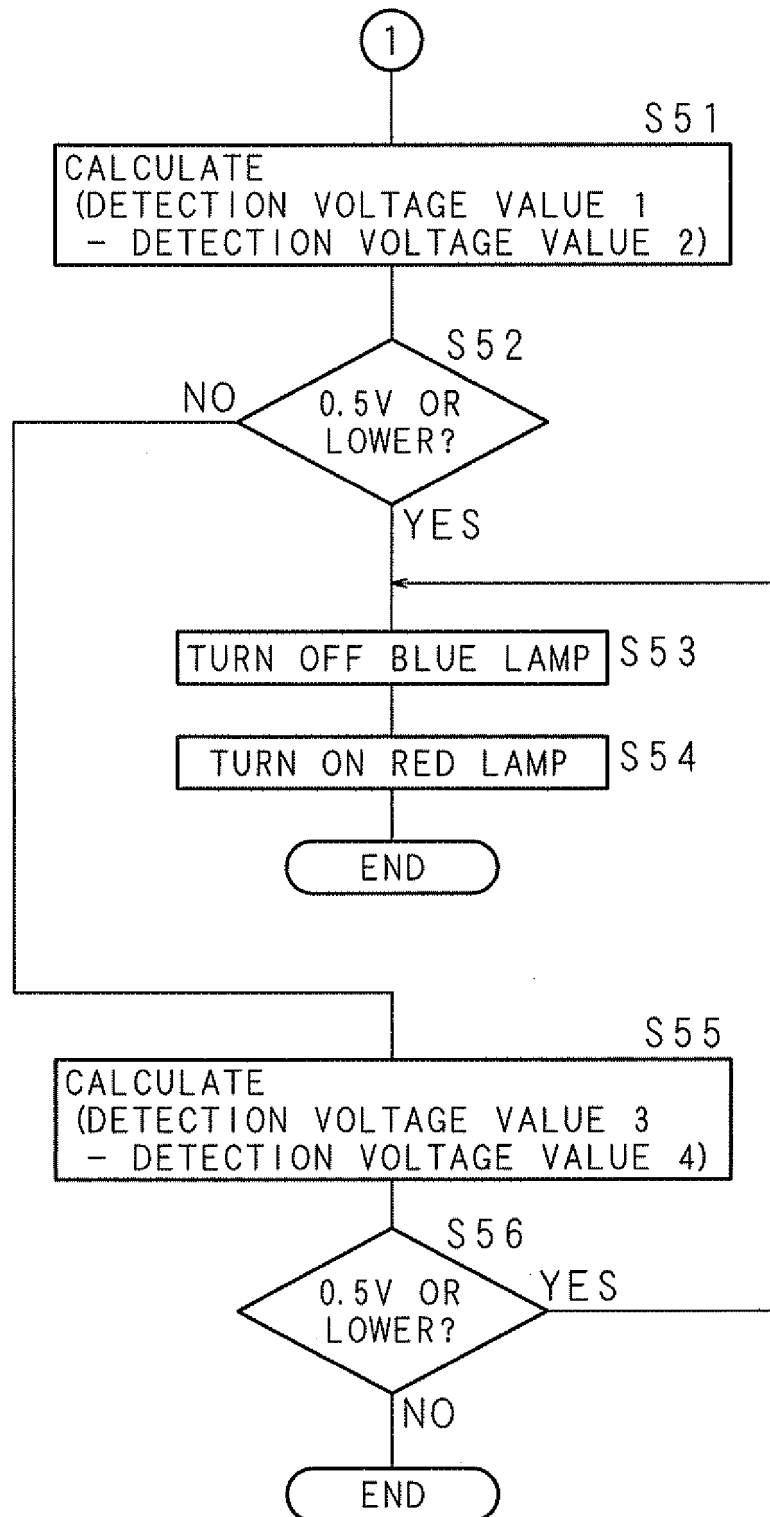 1
S51
CALCULATE
(DETECTION VOLTAGE VALUE 1
- DETECTION VOLTAGE VALUE 2)
S52
NO
0.5V OR
LOWER?
YES
TURN OFF BLUE LAMP
S53
TURN ON RED LAMP
S54
END
S55
CALCULATE
(DETECTION VOLTAGE VALUE 3
- DETECTION VOLTAGE VALUE 4)
S56
0.5V OR
LOWER?
YES
NO
END